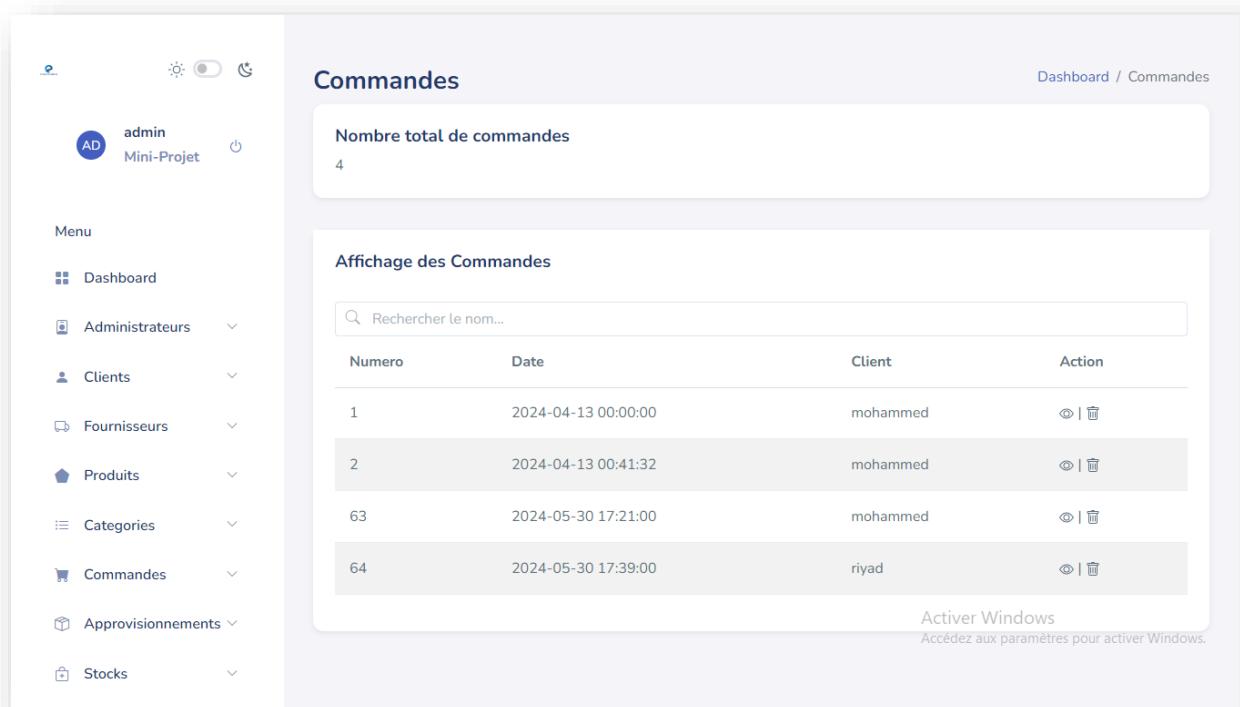 AD
admin
Mini-Projet
Menu
Dashboard
Administrateurs
Clients
Fournisseurs
Produits
Categories
Commandes
Approvisionnements
Stocks
Commandes
Dashboard / Commandes
Nombre total de commandes
4
Affichage des Commandes
Rechercher le nom...
Numero Date Client Action
1 2024-04-13 00:00:00 mohammed |
2 2024-04-13 00:41:32 mohammed |
63 2024-05-30 17:21:00 mohammed |
64 2024-05-30 17:39:00 riyad |
Activer Windows
Accédez aux paramètres pour activer Windows.